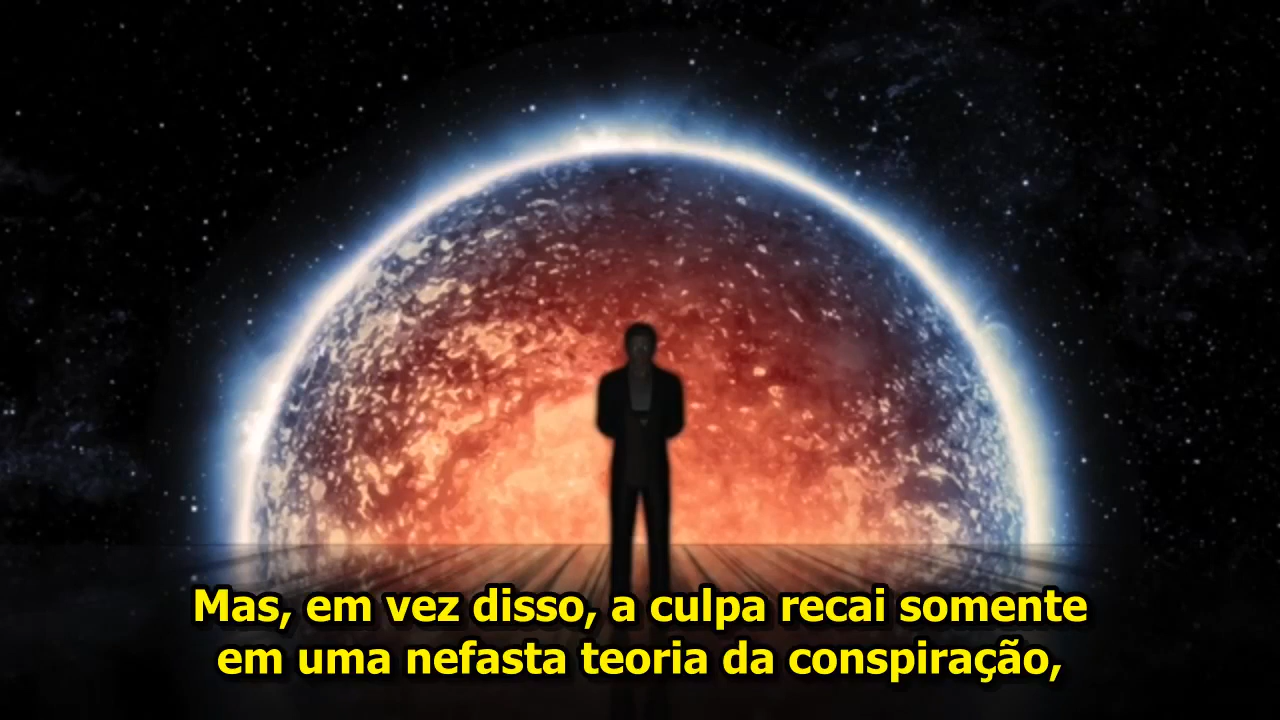 Mas, em vez disso, a culpa recai somente
em uma nefasta teoria da conspiração,